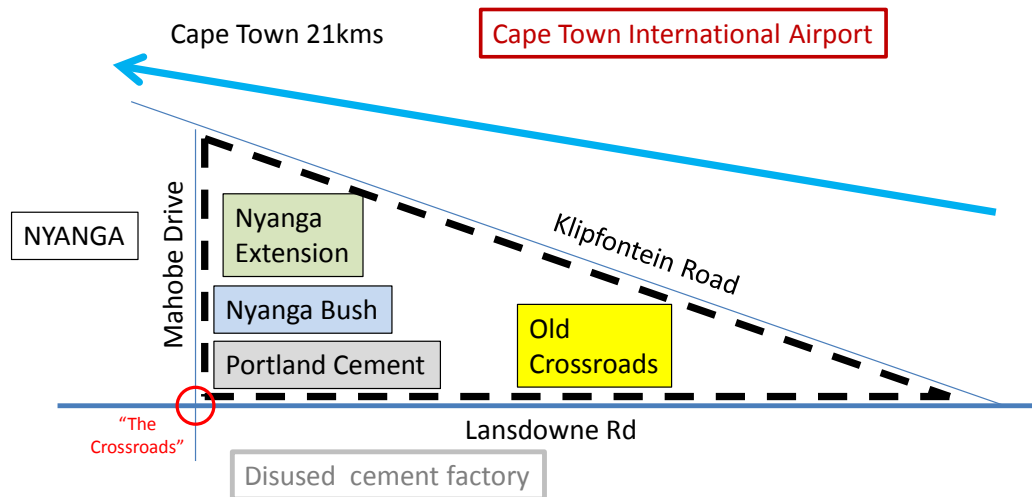 Cape Town 21kms
Cape Town International Airport
NYANGA
Mahobe Drive
Nyanga
Extension
Klipfontein Road
Nyanga Bush
Old
Crossroads
Portland Cement
“The
Crossroads”
Lansdowne Rd
Disused cement factory